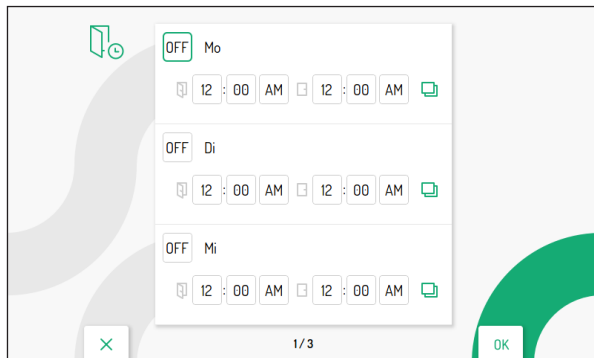 OFF Mo
12 : 00 AM 12 : 00 AM
OFF Di
12 : 00 AM 12 : 00 AM
OFF Mi
12 : 00 AM 12 : 00 AM
1/3
OK